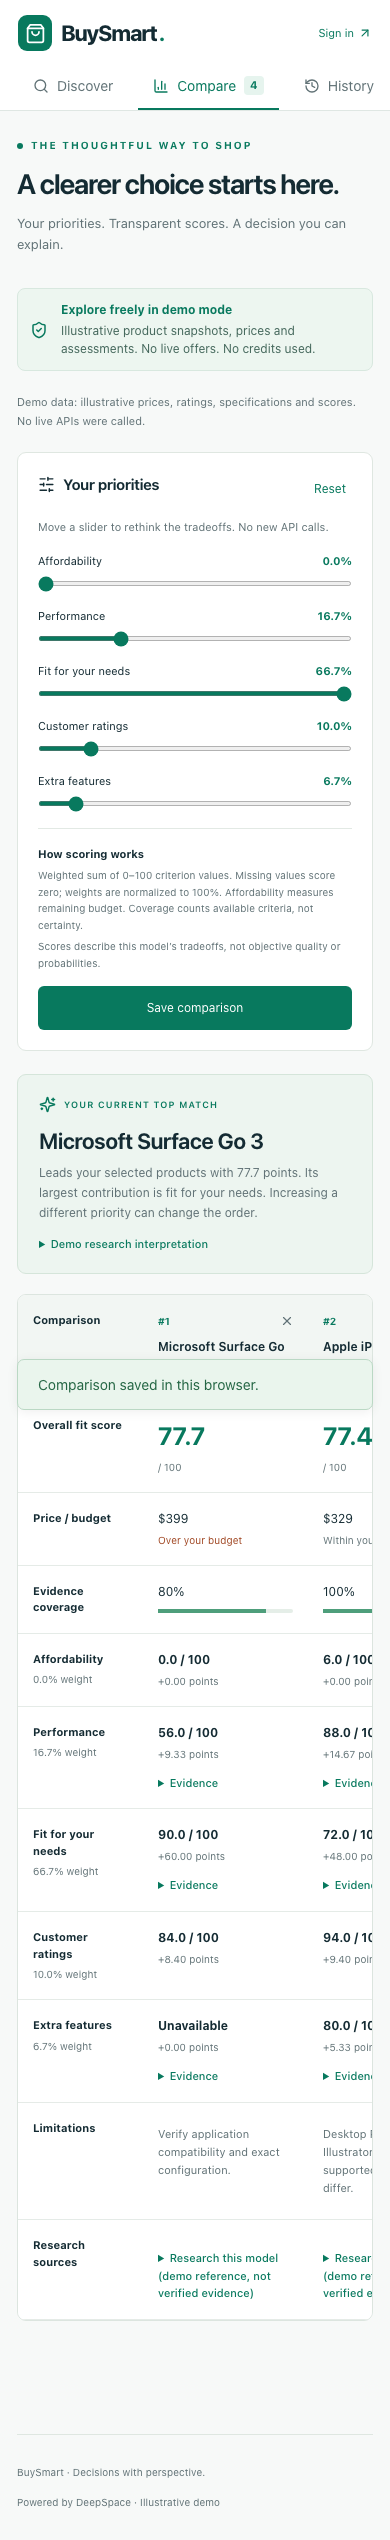 BuySmart.
Sign in
Discover
Compare 4
History
THE THOUGHTFUL WAY TO SHOP
A clearer choice starts here.
Your priorities. Transparent scores. A decision you can
explain.
Explore freely in demo mode
Illustrative product snapshots, prices and
assessments. No live offers. No credits used.
Demo data: illustrative prices, ratings, specifications and scores.
No live APIs were called.
Your priorities
Reset
Move a slider to rethink the tradeoffs. No new API calls.
Affordability 0.0%
Performance 16.7%
Fit for your needs 66.7%
Customer ratings 10.0%
Extra features 6.7%
How scoring works
Weighted sum of 0–100 criterion values. Missing values score
zero; weights are normalized to 100%. Affordability measures
remaining budget. Coverage counts available criteria, not
certainty.
Scores describe this model's tradeoffs, not objective quality or
probabilities.
Save comparison
YOUR CURRENT TOP MATCH
Microsoft Surface Go 3
Leads your selected products with 77.7 points. Its
largest contribution is fit for your needs. Increasing a
different priority can change the order.
Demo research interpretation
Comparison #1 #2
Microsoft Surface Go Apple iP
Comparison saved in this browser.
Overall fit score 77.7 77.4
/ 100 / 100
Price / budget $399 $329
Over your budget Within you
Evidence
coverage 80% 100%
Affordability 0.0 / 100 6.0 / 100
0.0% weight +0.00 points +0.00 poin
Performance 56.0 / 100 88.0 / 10
16.7% weight +9.33 points +14.67 poi
Evidence Evidenc
Fit for your
needs 90.0 / 100 72.0 / 10
66.7% weight +60.00 points +48.00 po
Evidence Evidenc
Customer
ratings 84.0 / 100 94.0 / 10
10.0% weight +8.40 points +9.40 poin
Extra features Unavailable 80.0 / 10
6.7% weight +0.00 points +5.33 poin
Evidence Evidenc
Limitations
Verify application
compatibility and exact
configuration.
Desktop
Illustrator
supported
differ.
Research
sources
Research this model
(demo reference, not
verified evidence)
Resear
(demo re
verified e
BuySmart · Decisions with perspective.
Powered by DeepSpace · Illustrative demo